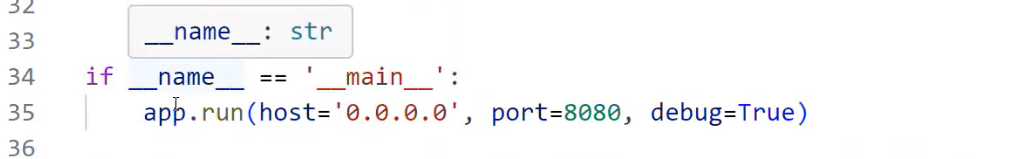 32
__name__: str
33
34 if __name__ == '__main__':
35 app.run(host='0.0.0.0', port=8080, debug=True)
36